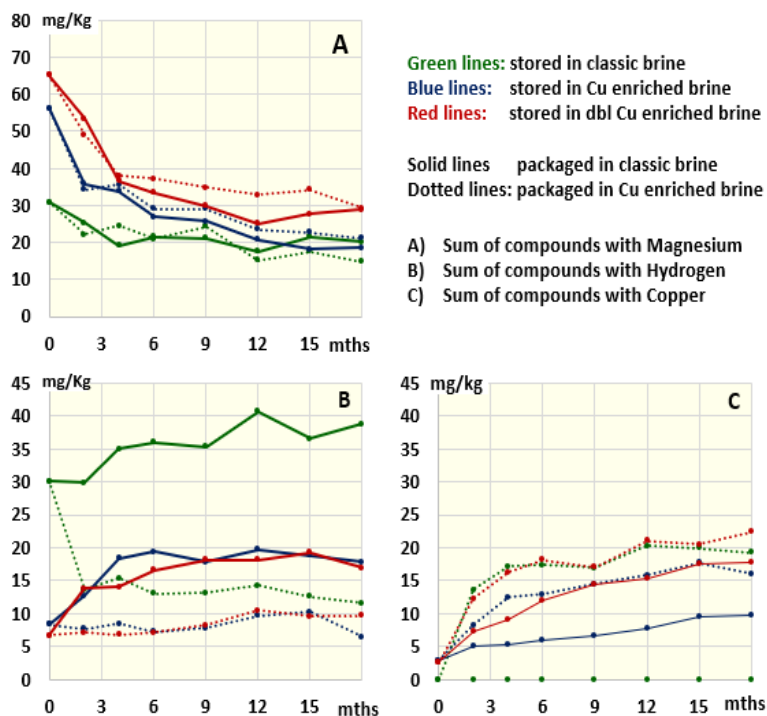 mg/Kg
A
80
70
60
50
40
30
20
10
0
0 3 6 9 12 15 mths
Green lines: stored in classic brine
Blue lines: stored in Cu enriched brine
Red lines: stored in dbl Cu enriched brine
Solid lines packaged in classic brine
Dotted lines: packaged in Cu enriched brine
A) Sum of compounds with Magnesium
B) Sum of compounds with Hydrogen
C) Sum of compounds with Copper
mg/Kg
B
45
40
35
30
25
20
15
10
5
0
0 3 6 9 12 15 mths
mg/kg
C
45
40
35
30
25
20
15
10
5
0
0 3 6 9 12 15 mths